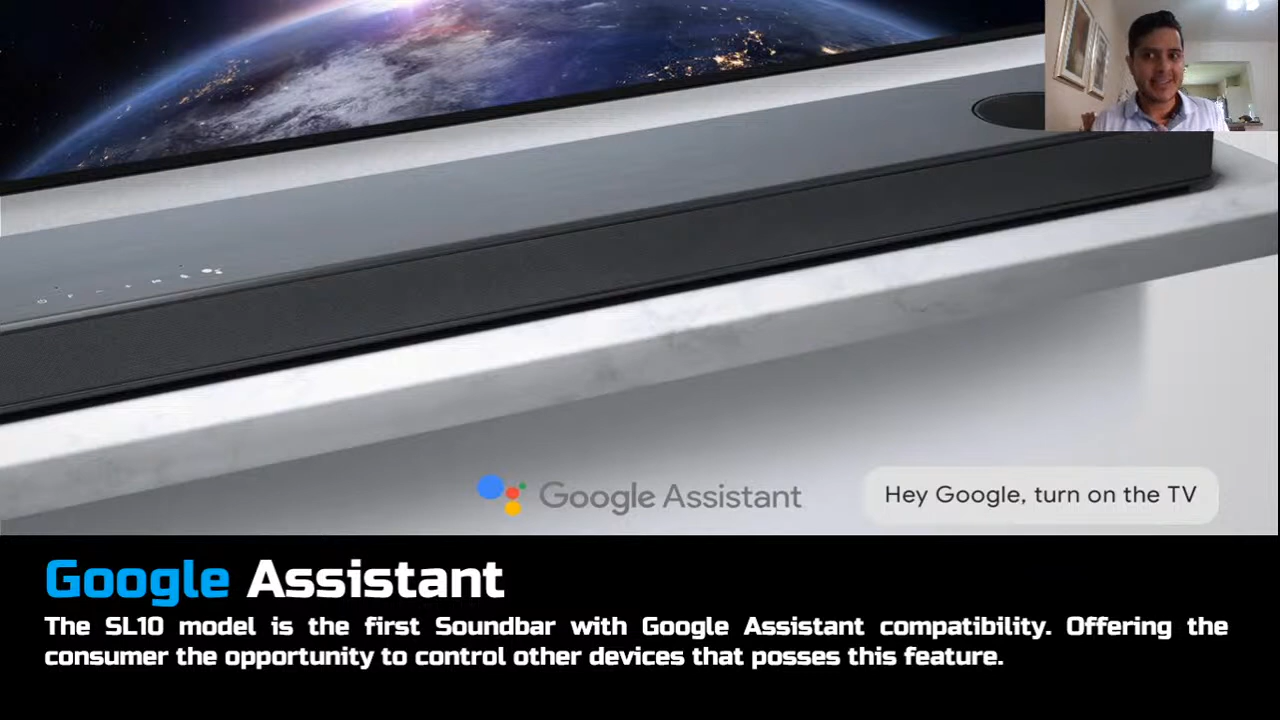 Google Assistant
Hey Google, turn on the TV
Google Assistant
The SL10 model is the first Soundbar with Google Assistant compatibility. Offering the
consumer the opportunity to control other devices that posses this feature.